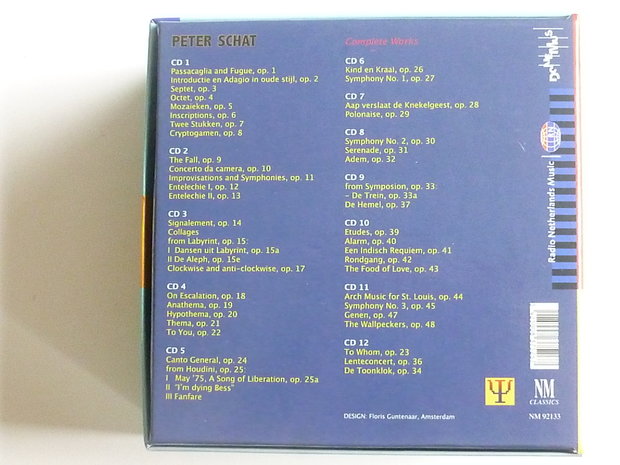 PETER SCHAT
Complete Works
CD 1
Passacaglia and Fugue, op. 1
Introductie en Adagio in oude stijl, op. 2
Septet, op. 3
Octet, op. 4
Mozaïeken, op. 5
Inscriptions, op. 6
Twee Stukken, op. 7
Cryptogamen, op. 8
CD 2
The Fall, op. 9
Concerto da camera, op. 10
Improvisations and Symphonies, op. 11
Entelechie I, op. 12
Entelechie II, op. 13
CD 3
Signalement, op. 14
Collages
from Labyrint, op. 15:
I Dansen uit Labyrint, op. 15a
II De Aleph, op. 15e
Clockwise and anti-clockwise, op. 17
CD 4
On Escalation, op. 18
Anathema, op. 19
Hypothema, op. 20
Thema, op. 21
To You, op. 22
CD 5
Canto General, op. 24
from Houdini, op. 25:
I May '75, A Song of Liberation, op. 25a
II "I'm dying Bess"
III Fanfare
CD 6
Kind en Kraai, op. 26
Symphony No. 1, op. 27
CD 7
Aap verslaat de Knekelgeest, op. 28
Polonaise, op. 29
CD 8
Symphony No. 2, op. 30
Serenade, op. 31
Adem, op. 32
CD 9
from Symposion, op. 33:
- De Trein, op. 33a
De Hemel, op. 37
CD 10
Etudes, op. 39
Alarm, op. 40
Een Indisch Requiem, op. 41
Rondgang, op. 42
The Food of Love, op. 43
CD 11
Arch Music for St. Louis, op. 44
Symphony No. 3, op. 45
Genen, op. 47
The Wallpeckers, op. 48
CD 12
To Whom, op. 23
Lenteconcert, op. 36
De Toonklok, op. 34
DESIGN: Floris Guntenaar, Amsterdam
Radio Netherlands Music
NM
CLASSICS
NM 92133